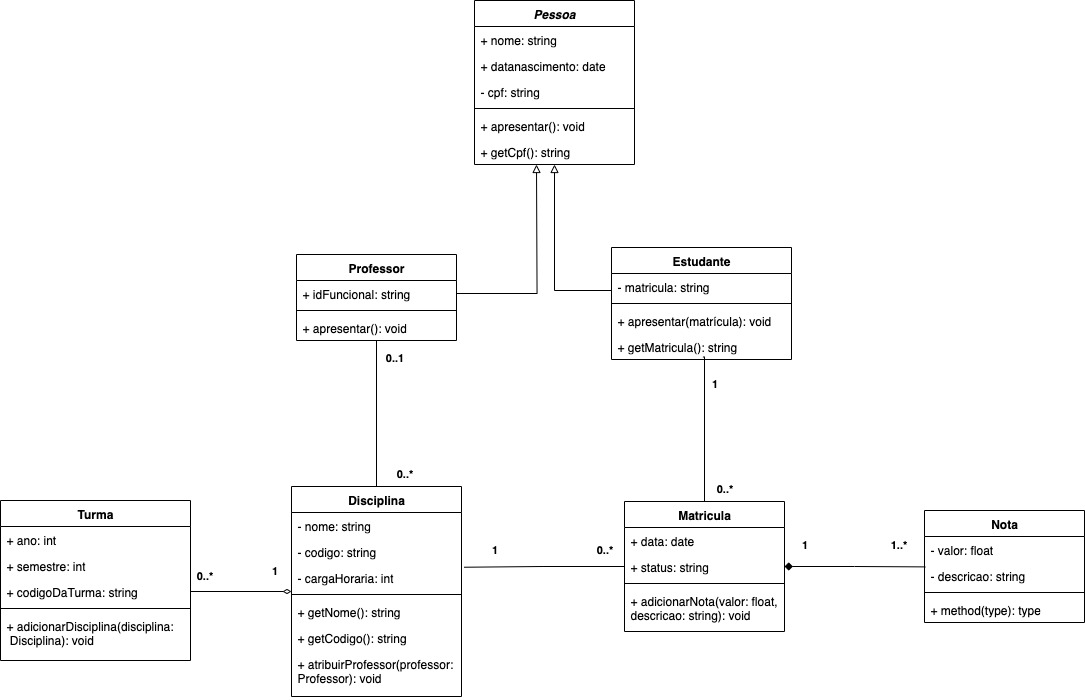 Pessoa
+ nome: string
+ datanascimento: date
- cpf: string
+ apresentar(): void
+ getCpf(): string
Professor
+ idFuncional: string
+ apresentar(): void
Estudante
- matricula: string
+ apresentar(matrícula): void
+ getMatricula(): string
0..1
1
0..*
0..*
Turma
+ ano: int
+ semestre: int
+ codigoDaTurma: string
+ adicionarDisciplina(disciplina:
Disciplina): void
0..*
1
Disciplina
- nome: string
- codigo: string
- cargaHoraria: int
+ getNome(): string
+ getCodigo(): string
+ atribuirProfessor(professor:
Professor): void
1
0..*
Matricula
+ data: date
+ status: string
+ adicionarNota(valor: float,
descricao: string): void
1
1..*
Nota
- valor: float
- descricao: string
+ method(type): type